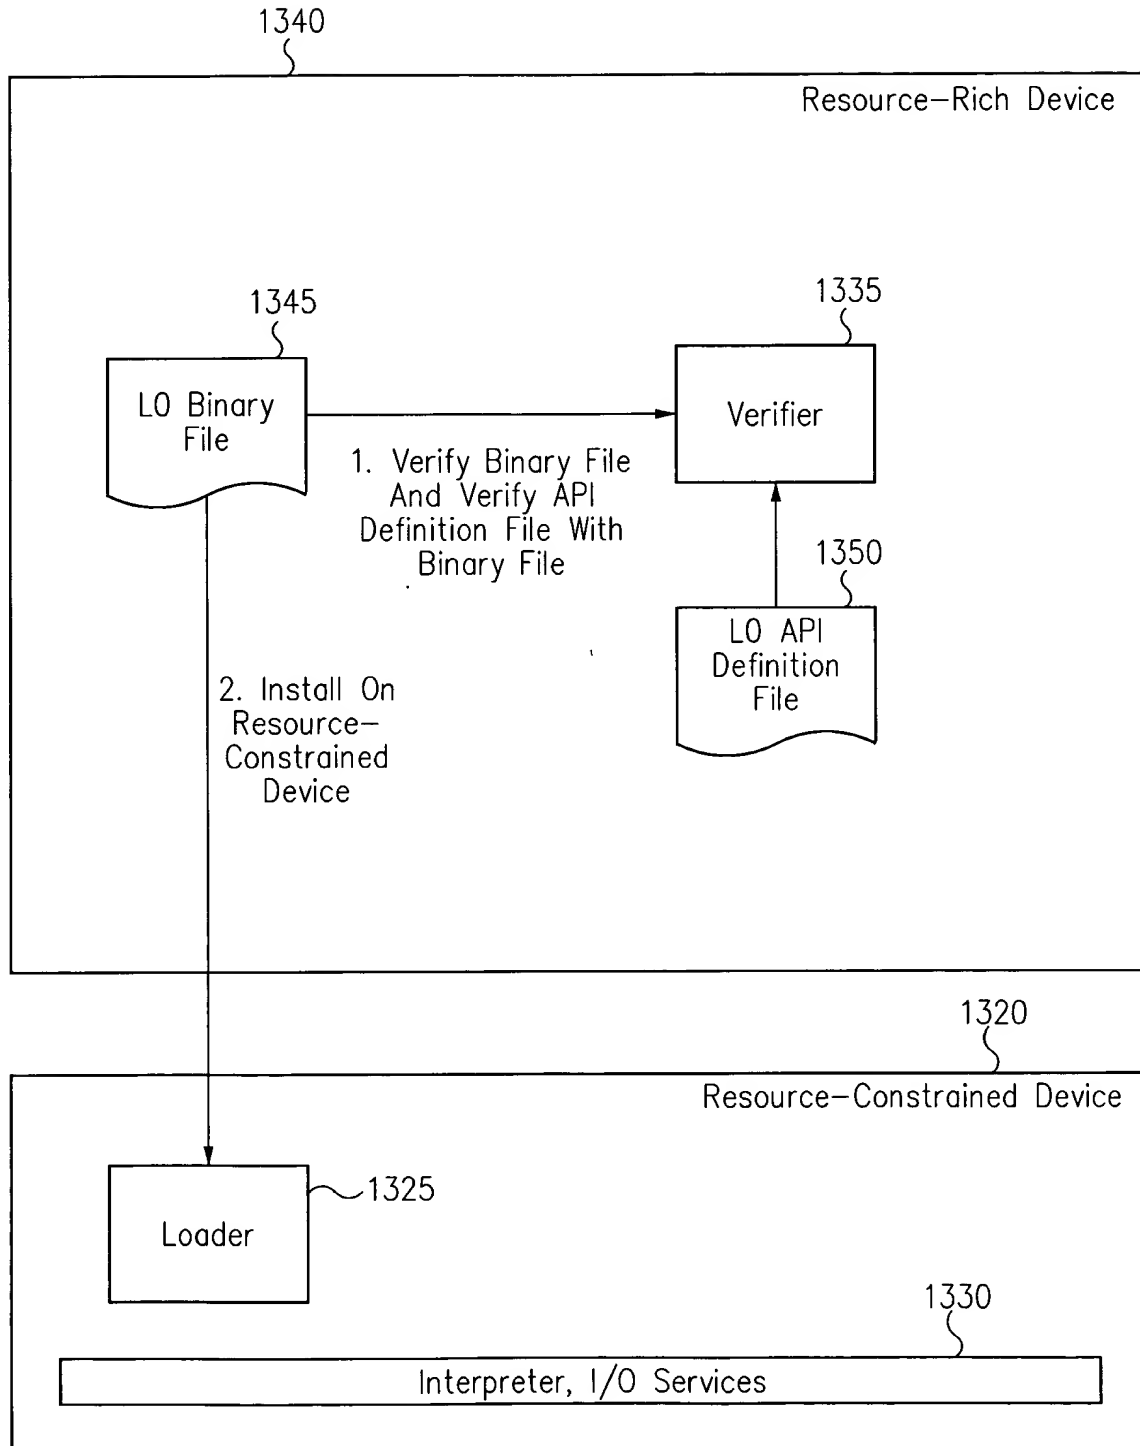 1340
Resource-Rich Device
1345
1335
LO Binary
File
Verifier
1. Verify Binary File
And Verify API
Definition File With
Binary File
1350
LO API
Definition
File
2. Install On
Resource-
Constrained
Device
1320
Resource-Constrained Device
1325
Loader
1330
Interpreter, I/O Services